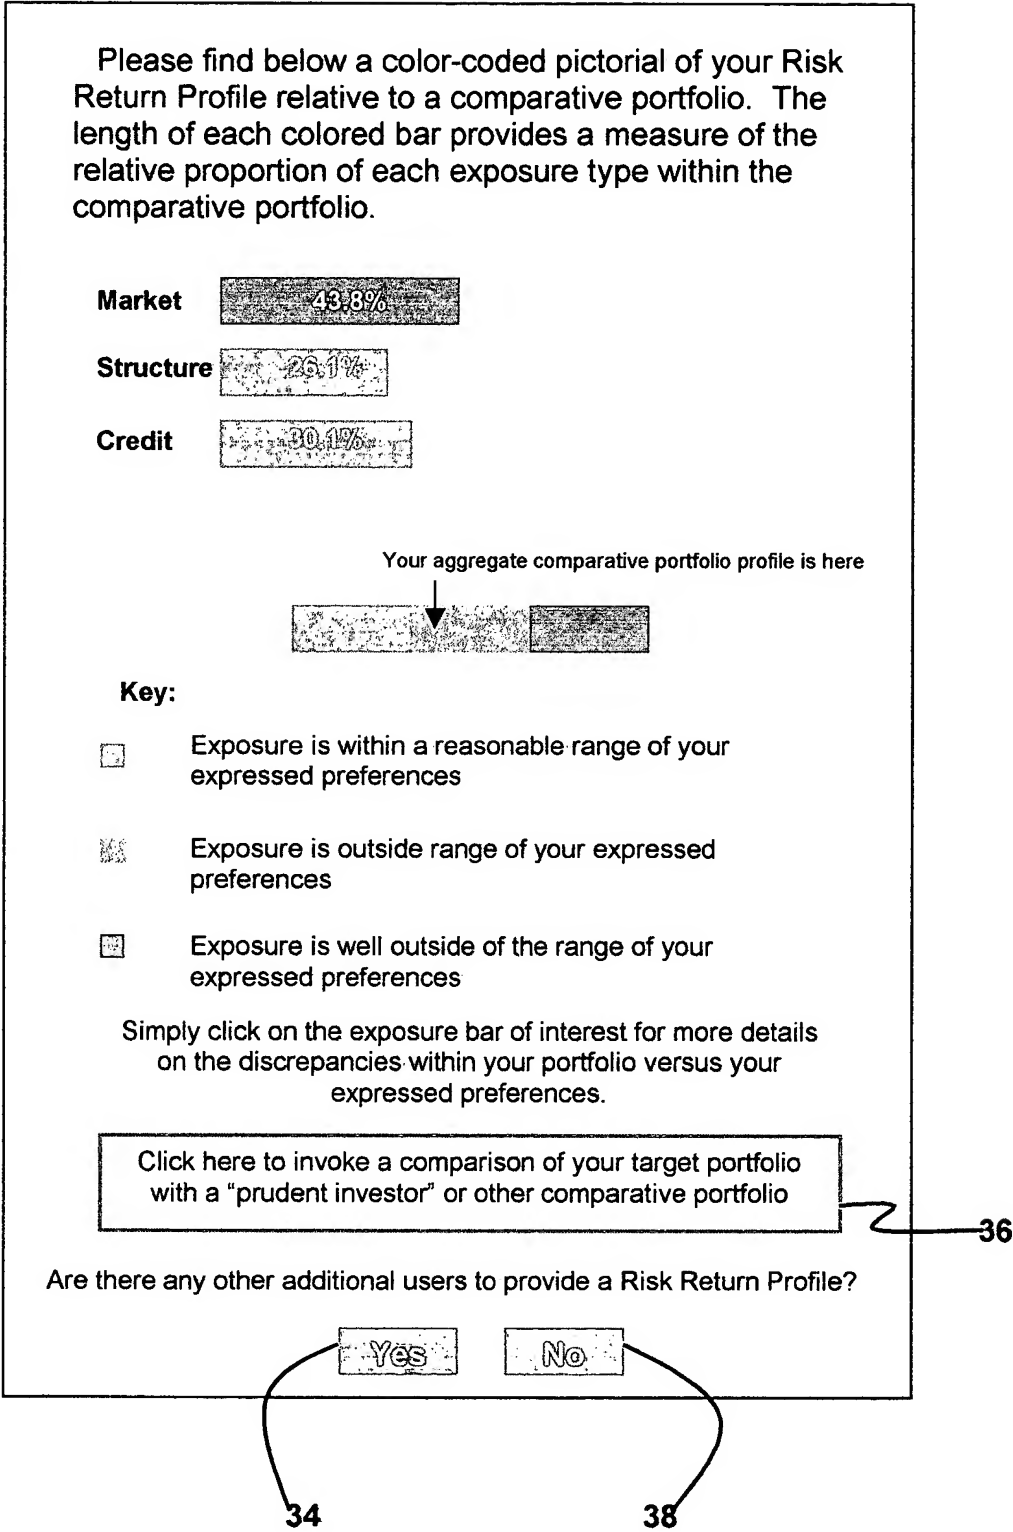 Please find below a color-coded pictorial of your Risk
Return Profile relative to a comparative portfolio. The
length of each colored bar provides a measure of the
relative proportion of each exposure type within the
comparative portfolio.
Market 43.8%
Structure 26.1%
Credit 30.1%
Your aggregate comparative portfolio profile is here
Key:
Exposure is within a reasonable range of your
expressed preferences
Exposure is outside range of your expressed
preferences
Exposure is well outside of the range of your
expressed preferences
Simply click on the exposure bar of interest for more details
on the discrepancies within your portfolio versus your
expressed preferences.
Click here to invoke a comparison of your target portfolio
with a "prudent investor" or other comparative portfolio
36
Are there any other additional users to provide a Risk Return Profile?
Yes No
34 38